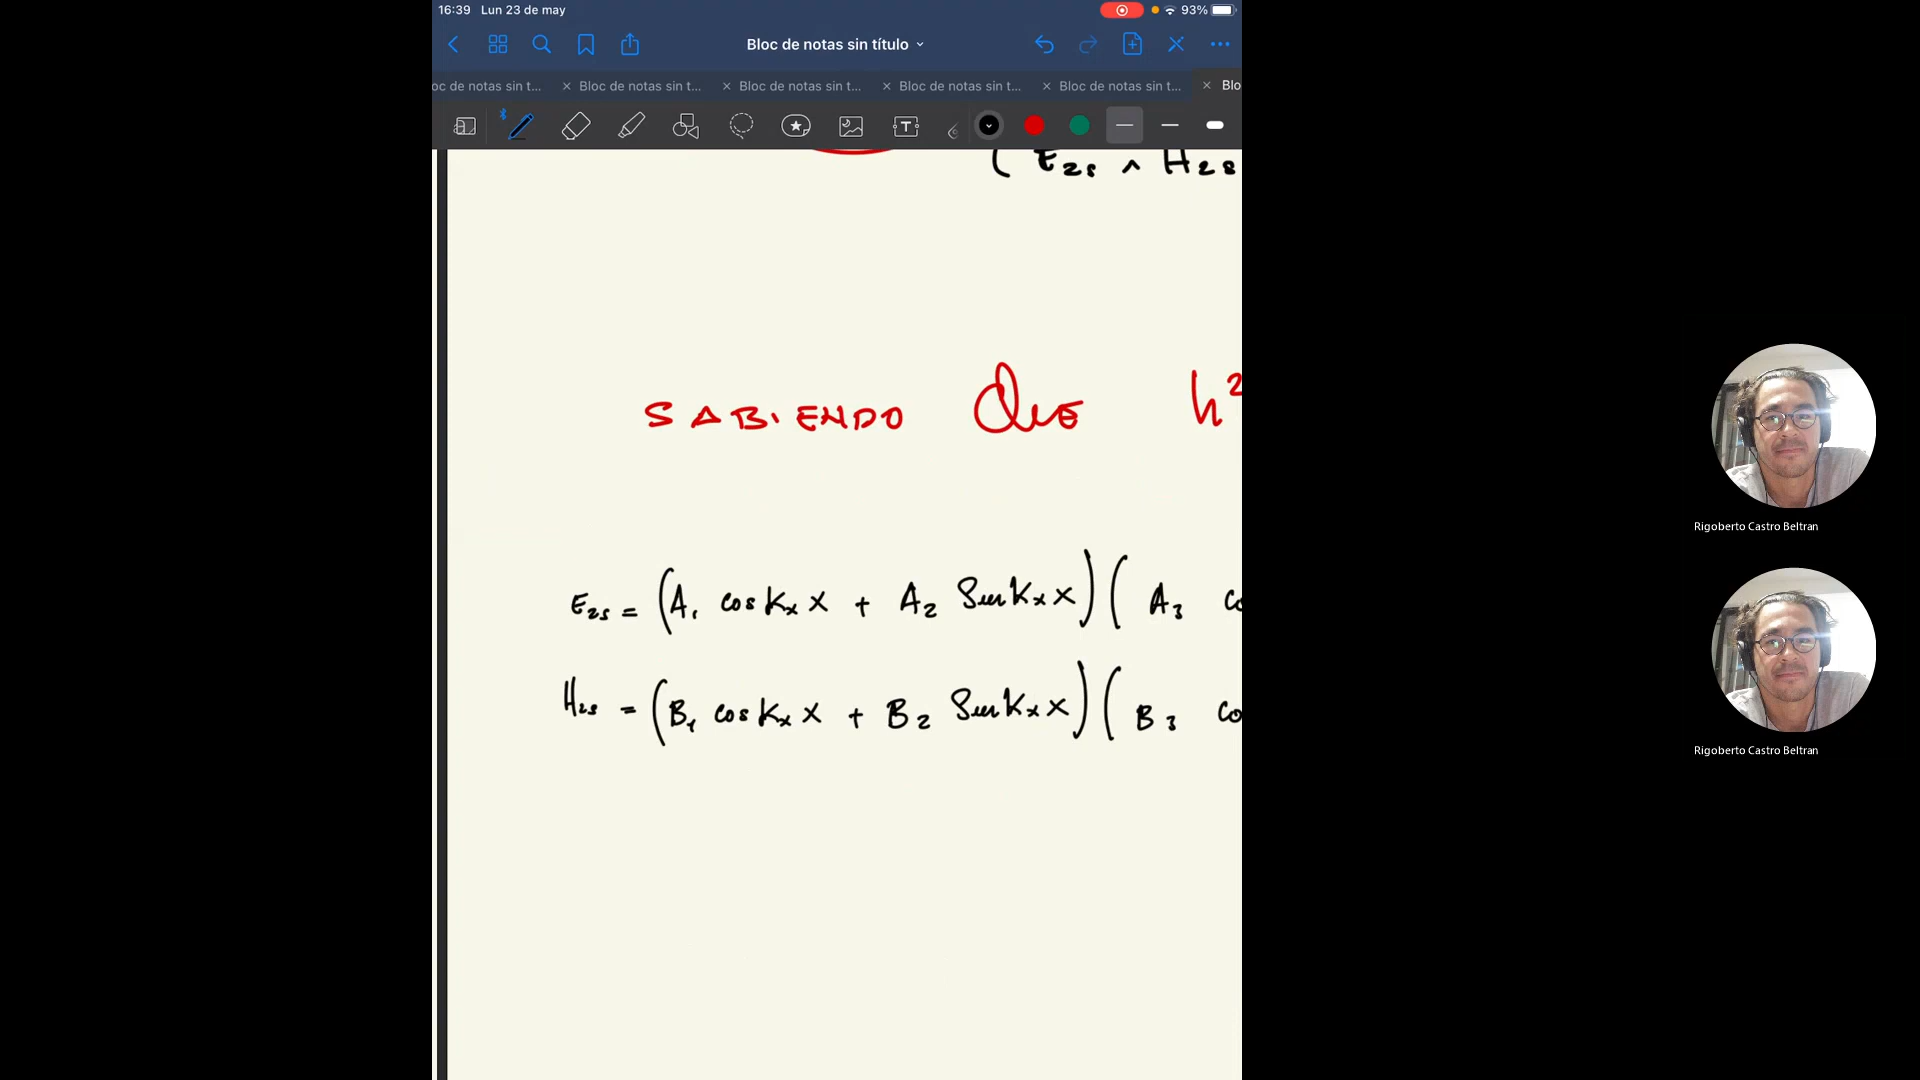 16:39 Lun 23 de may 93%
Bloc de notas sin título
oc de notas sin t... Bloc de notas sin t... Bloc de notas sin t... Bloc de notas sin t... Bloc de notas sin t... Blo
( E₂ₛ ∧ H₂ₛ
SABIENDO QUE h²
E₂ₛ = (A₁ cos Kₓ X + A₂ Sen Kₓ X) ( A₃ co
H₂ₛ = (B₁ cos Kₓ X + B₂ Sen Kₓ X) ( B₃ co
Rigoberto Castro Beltran
Rigoberto Castro Beltran